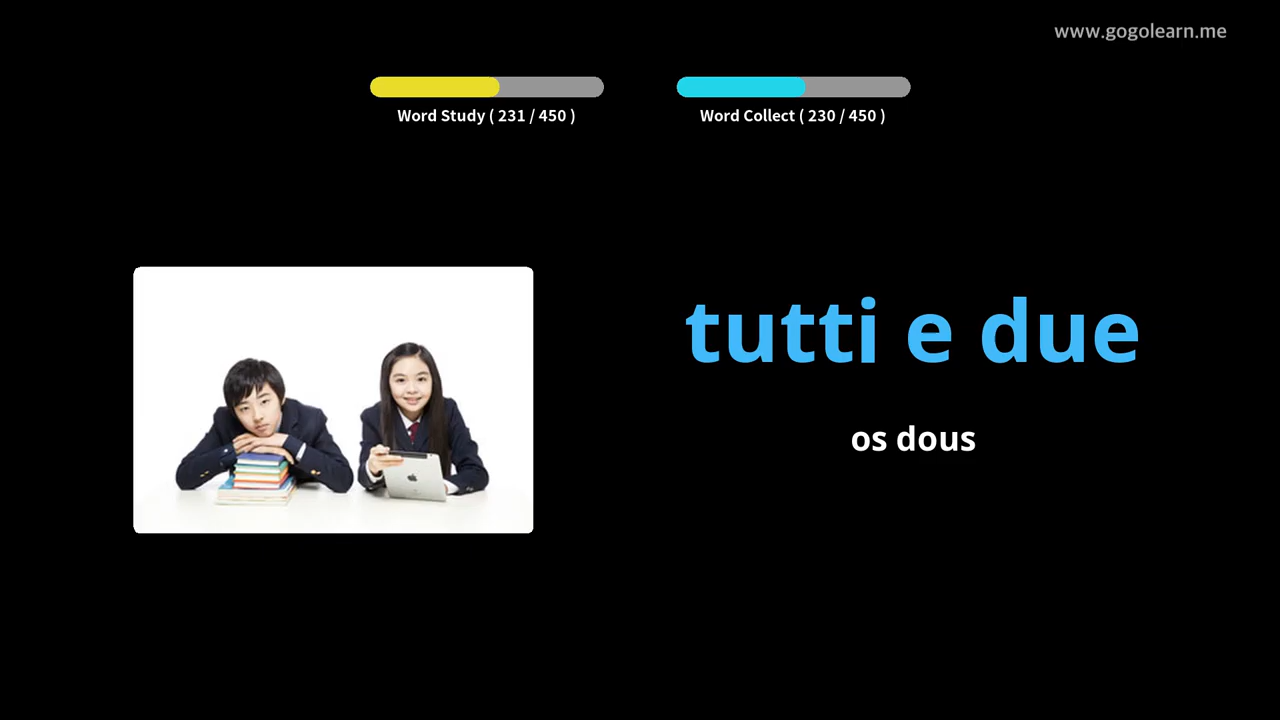 www.gogolearn.me
Word Study ( 231 / 450 )
Word Collect ( 230 / 450 )
tutti e due
os dous